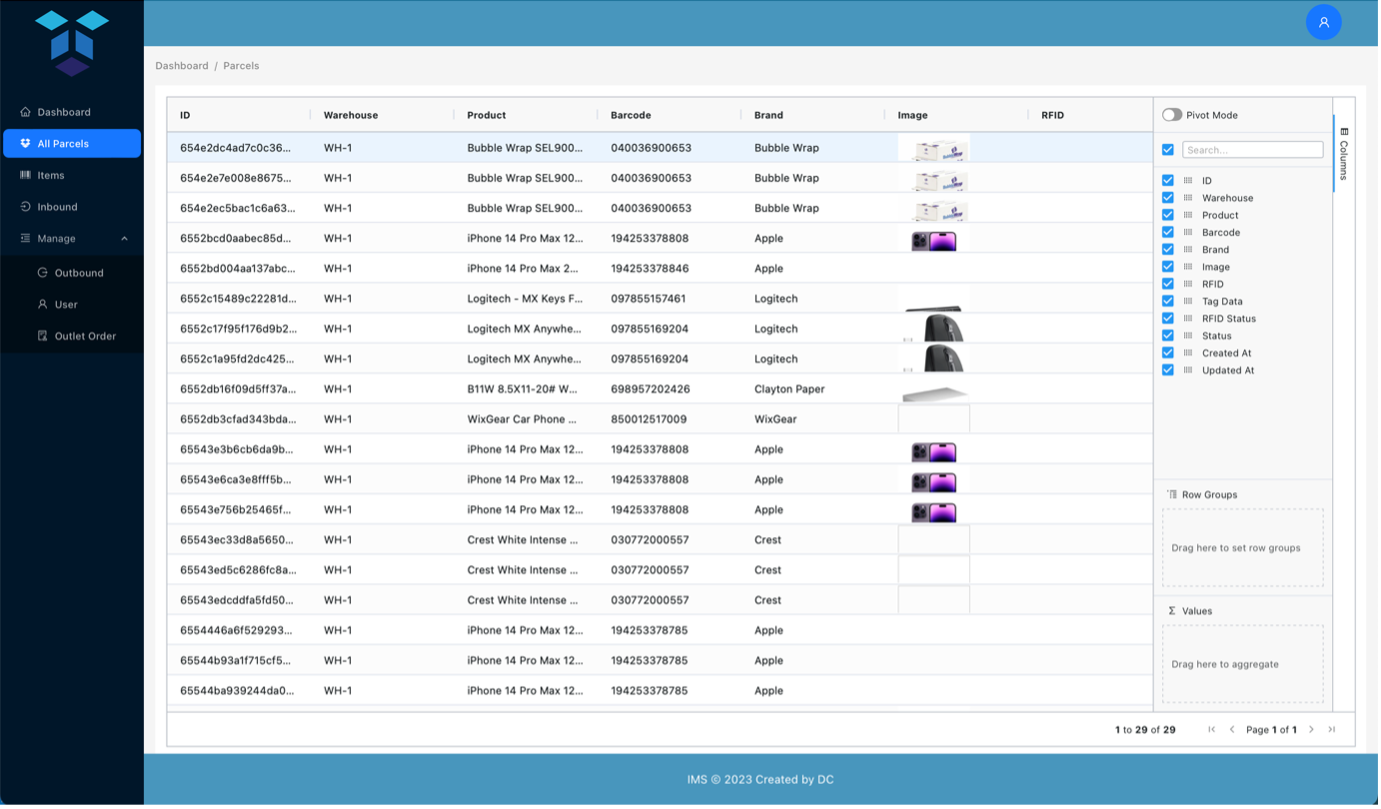 Dashboard
All Parcels
Items
Inbound
Manage
Outbound
User
Outlet Order
Dashboard / Parcels
ID Warehouse Product Barcode Brand Image RFID
654e2dc4ad7c0c36... WH-1 Bubble Wrap SEL900... 040036900653 Bubble Wrap
654e2e7e008e8675... WH-1 Bubble Wrap SEL900... 040036900653 Bubble Wrap
654e2ec5bac1c6a63... WH-1 Bubble Wrap SEL900... 040036900653 Bubble Wrap
6552bcd0aabec85d... WH-1 iPhone 14 Pro Max 12... 194253378808 Apple
6552bd004aa137abc... WH-1 iPhone 14 Pro Max 2... 194253378846 Apple
6552c15489c22281d... WH-1 Logitech - MX Keys F... 097855157461 Logitech
6552c17f95f176d9b2... WH-1 Logitech MX Anywhe... 097855169204 Logitech
6552c1a95fd2dc425... WH-1 Logitech MX Anywhe... 097855169204 Logitech
6552db16f09d5ff37a... WH-1 B11W 8.5X11-20# W... 698957202426 Clayton Paper
6552db3cfad343bda... WH-1 WixGear Car Phone ... 850012517009 WixGear
65543e3b6cb6da9b... WH-1 iPhone 14 Pro Max 12... 194253378808 Apple
65543e6ca3e8fff5b... WH-1 iPhone 14 Pro Max 12... 194253378808 Apple
65543e756b25465f... WH-1 iPhone 14 Pro Max 12... 194253378808 Apple
65543ec33d8a5650... WH-1 Crest White Intense ... 030772000557 Crest
65543ed5c6286fc8a... WH-1 Crest White Intense ... 030772000557 Crest
65543edcddfa5fd50... WH-1 Crest White Intense ... 030772000557 Crest
6554446a6f529293... WH-1 iPhone 14 Pro Max 12... 194253378785 Apple
65544b93a1f715cf5... WH-1 iPhone 14 Pro Max 12... 194253378785 Apple
65544ba939244da0... WH-1 iPhone 14 Pro Max 12... 194253378785 Apple
Pivot Mode
Search...
ID
Warehouse
Product
Barcode
Brand
Image
RFID
Tag Data
RFID Status
Status
Created At
Updated At
Row Groups
Drag here to set row groups
Values
Drag here to aggregate
Columns
1 to 29 of 29 Page 1 of 1
IMS © 2023 Created by DC